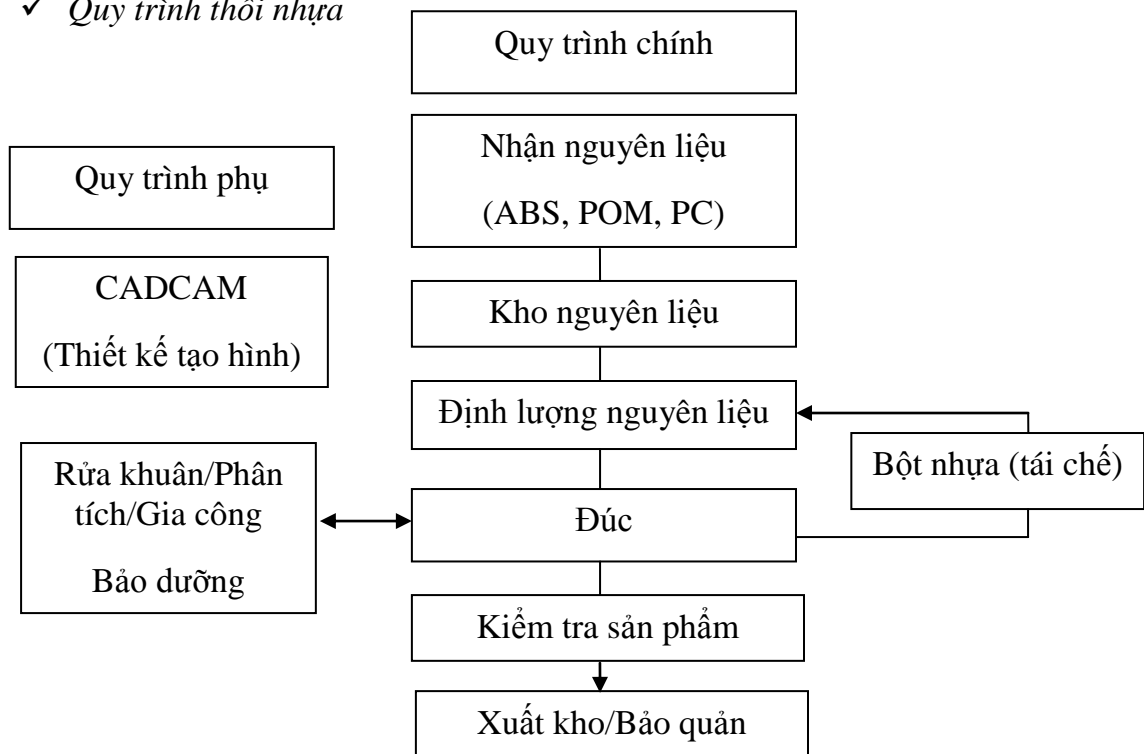 ✓ Quy trình thổi nhựa
Quy trình chính
Nhận nguyên liệu
(ABS, POM, PC)
Quy trình phụ
CADCAM
(Thiết kế tạo hình)
Kho nguyên liệu
Định lượng nguyên liệu
Bột nhựa (tái chế)
Rửa khuân/Phân
tích/Gia công
Bảo dưỡng
Đúc
Kiểm tra sản phẩm
Xuất kho/Bảo quản